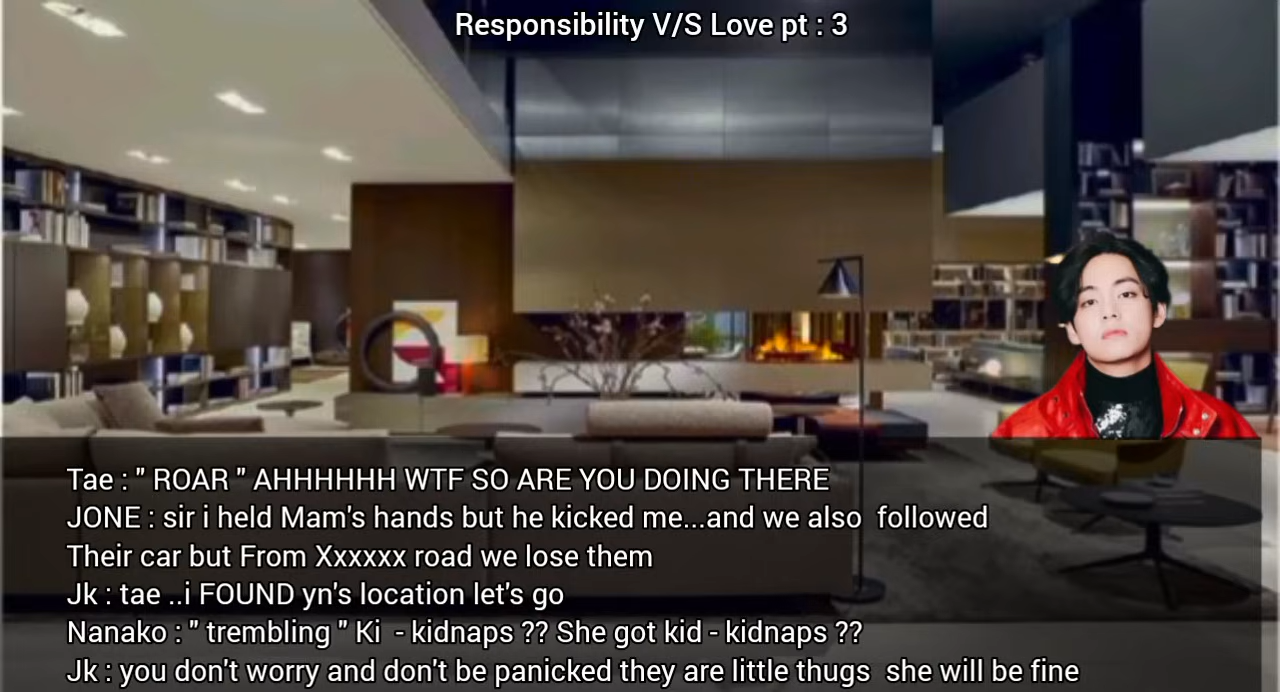 Responsibility V/S Love pt : 3
Tae : " ROAR " AHHHHHH WTF SO ARE YOU DOING THERE
JONE : sir i held Mam's hands but he kicked me...and we also  followed
Their car but From Xxxxxx road we lose them
Jk : tae ..i FOUND yn's location let's go
Nanako : " trembling " Ki  - kidnaps ?? She got kid - kidnaps ??
Jk : you don't worry and don't be panicked they are little thugs  she will be fine